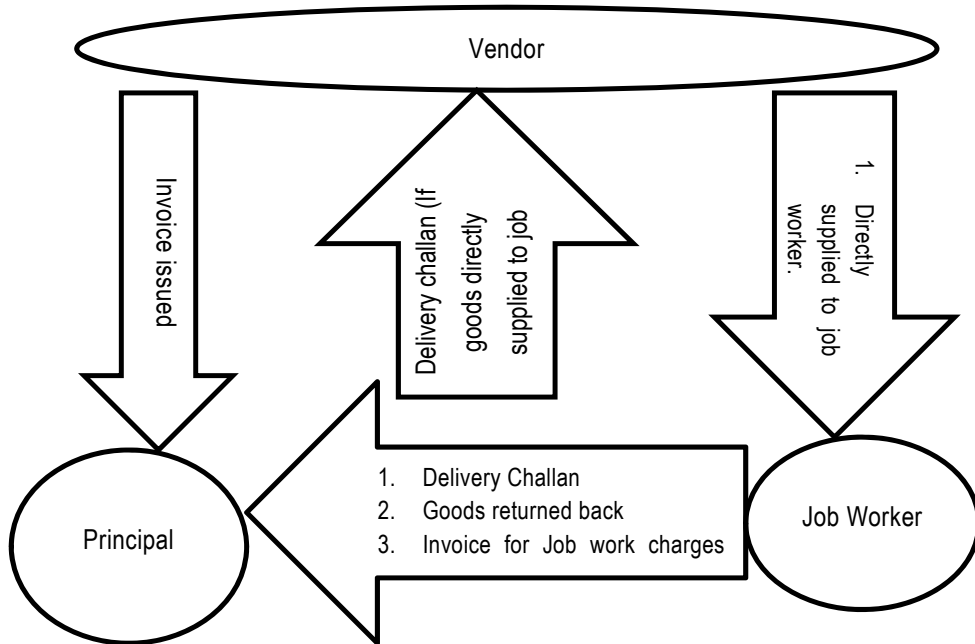 Vendor
Invoice issued
Delivery challan (If
goods directly
supplied to job
1. Directly
supplied to job
worker.
1. Delivery Challan
2. Goods returned back
3. Invoice for Job work charges
Principal
Job Worker